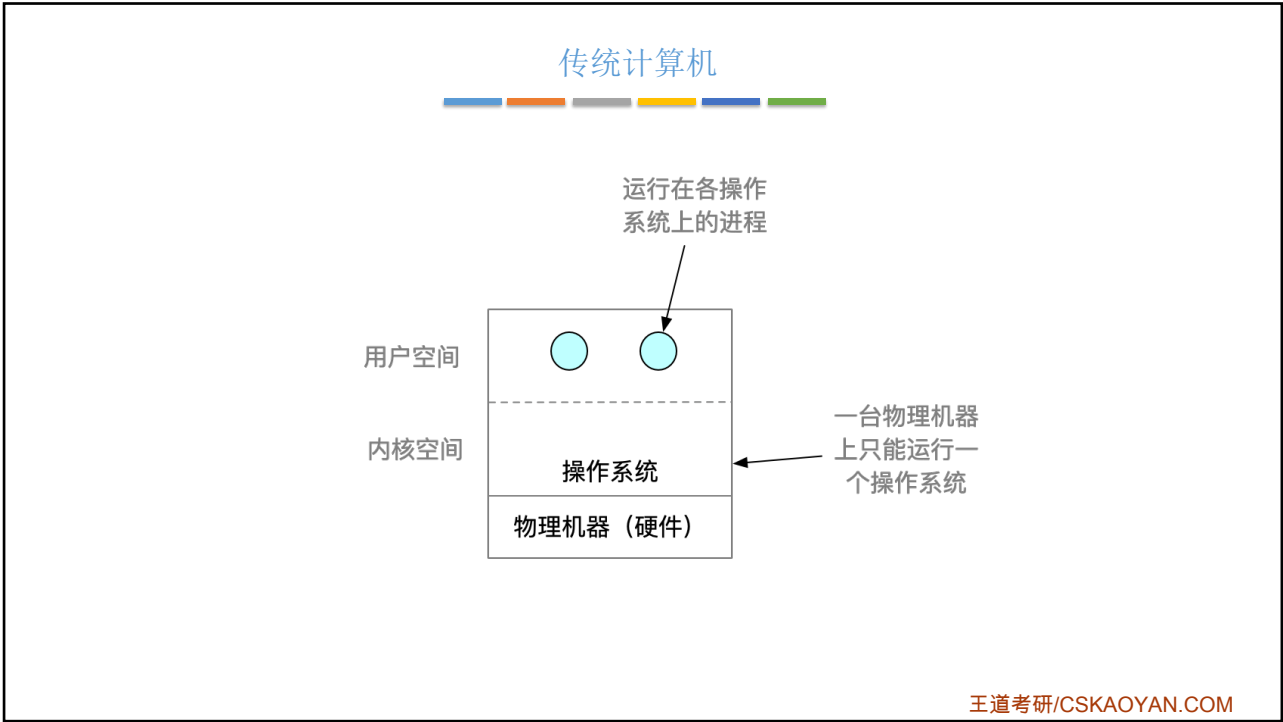 传统计算机
运行在各操作
系统上的进程
用户空间
一台物理机器
上只能运行一
个操作系统
内核空间
操作系统
物理机器（硬件）
王道考研/CSKAOYAN.COM